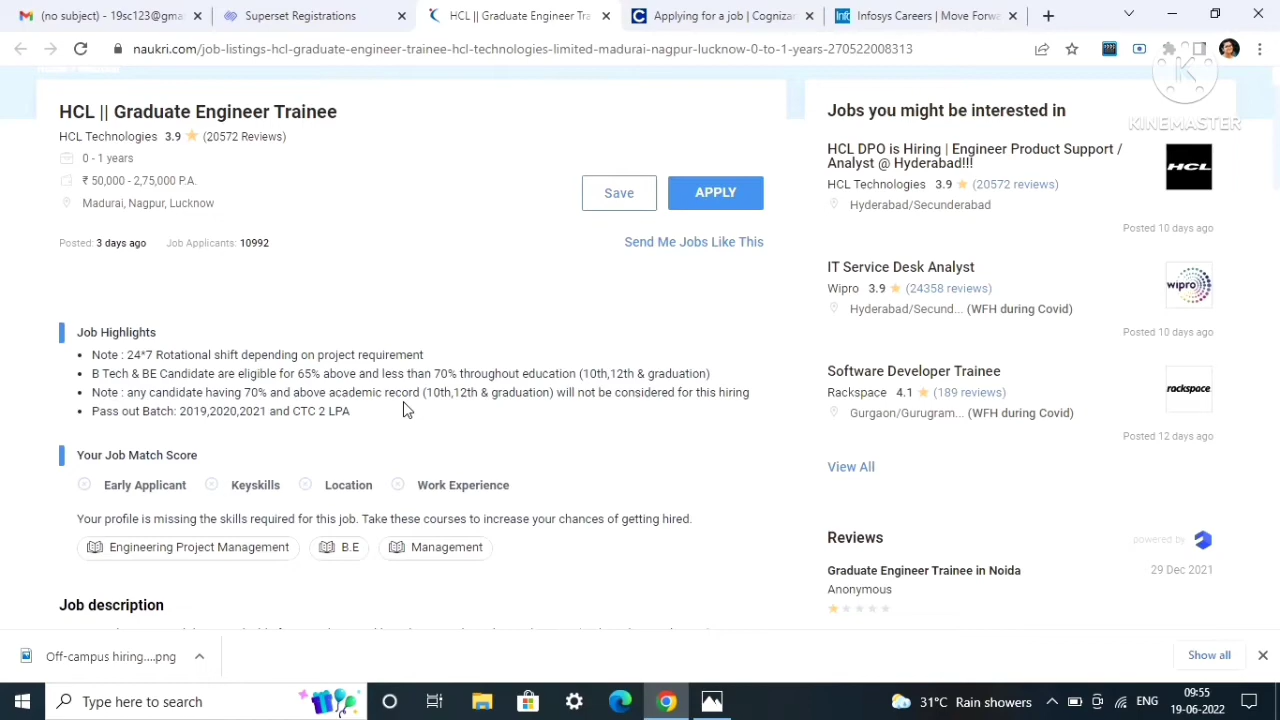 (no subject) - 19sc123@gma
Superset Registrations
HCL || Graduate Engineer Tra
Applying for a job | Cognizan
Infosys Careers | Move Forw
naukri.com/job-listings-hcl-graduate-engineer-trainee-hcl-technologies-limited-madurai-nagpur-lucknow-0-to-1-years-270522008313
KINEMASTER
HCL || Graduate Engineer Trainee
HCL Technologies 3.9 (20572 Reviews)
0 - 1 years
₹ 50,000 - 2,75,000 P.A.
Madurai, Nagpur, Lucknow
Save
APPLY
Posted: 3 days ago Job Applicants: 10992
Send Me Jobs Like This
Job Highlights
Note : 24*7 Rotational shift depending on project requirement
B Tech & BE Candidate are eligible for 65% above and less than 70% throughout education (10th,12th & graduation)
Note : any candidate having 70% and above academic record (10th,12th & graduation) will not be considered for this hiring
Pass out Batch: 2019,2020,2021 and CTC 2 LPA
Your Job Match Score
Early Applicant
Keyskills
Location
Work Experience
Your profile is missing the skills required for this job. Take these courses to increase your chances of getting hired.
Engineering Project Management
B.E
Management
Job description
Jobs you might be interested in
HCL DPO is Hiring | Engineer Product Support /
Analyst @ Hyderabad!!!
HCL
HCL Technologies 3.9 (20572 reviews)
Hyderabad/Secunderabad
Posted 10 days ago
IT Service Desk Analyst
wipro
Wipro 3.9 (24358 reviews)
Hyderabad/Secund... (WFH during Covid)
Posted 10 days ago
Software Developer Trainee
rackspace
Rackspace 4.1 (189 reviews)
Gurgaon/Gurugram... (WFH during Covid)
Posted 12 days ago
View All
Reviews
powered by
Graduate Engineer Trainee in Noida
29 Dec 2021
Anonymous
Off-campus hiring....png
Show all
Type here to search
31°C Rain showers
ENG
09:55
19-06-2022